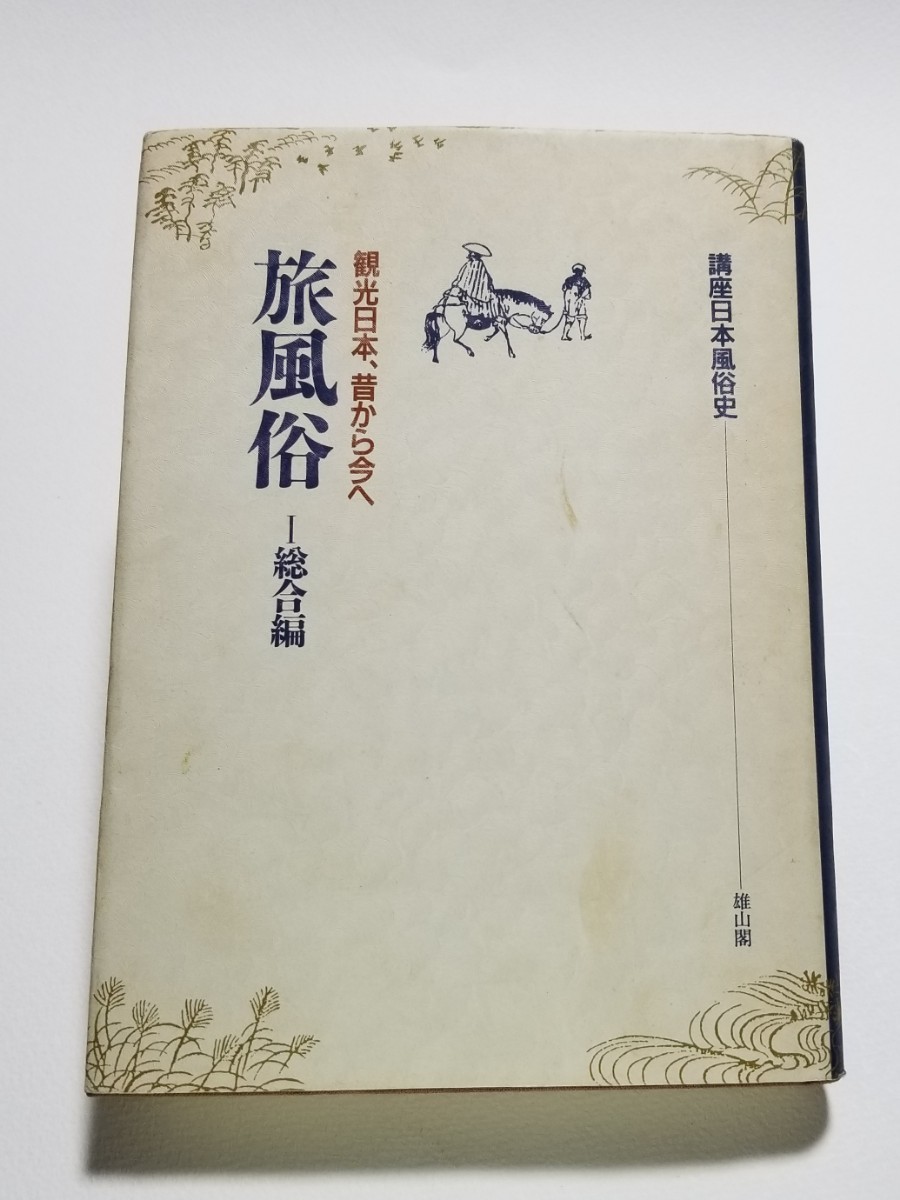 講座日本風俗史
雄山閣
観光日本、昔から今へ
旅風俗
I総合編